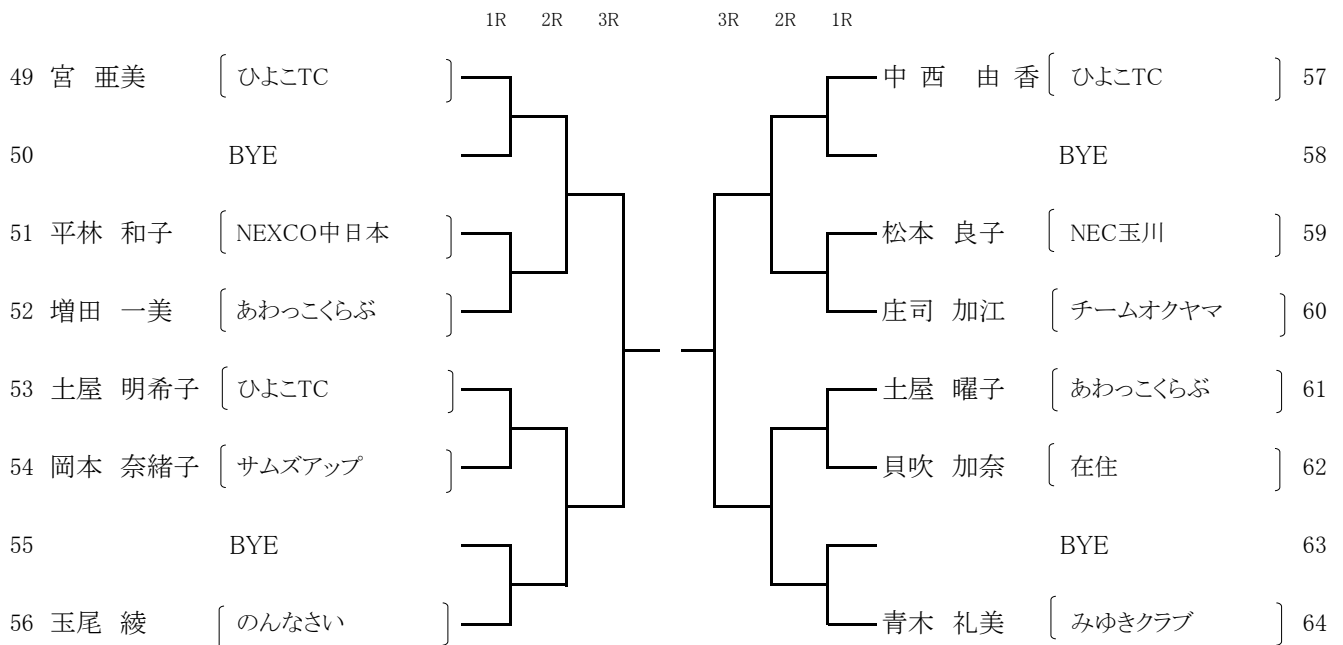 1R 2R 3R 3R 2R 1R
49 宮 亜美 [ ひよこTC ] 中西 由香 [ ひよこTC ] 57
50 BYE BYE 58
51 平林 和子 [ NEXCO中日本 ] 松本 良子 [ NEC玉川 ] 59
52 増田 一美 [ あわっこくらぶ ] 庄司 加江 [ チームオクヤマ ] 60
53 土屋 明希子 [ ひよこTC ] 土屋 曜子 [ あわっこくらぶ ] 61
54 岡本 奈緒子 [ サムズアップ ] 貝吹 加奈 [ 在住 ] 62
55 BYE BYE 63
56 玉尾 綾 [ のんなさい ] 青木 礼美 [ みゆきクラブ ] 64